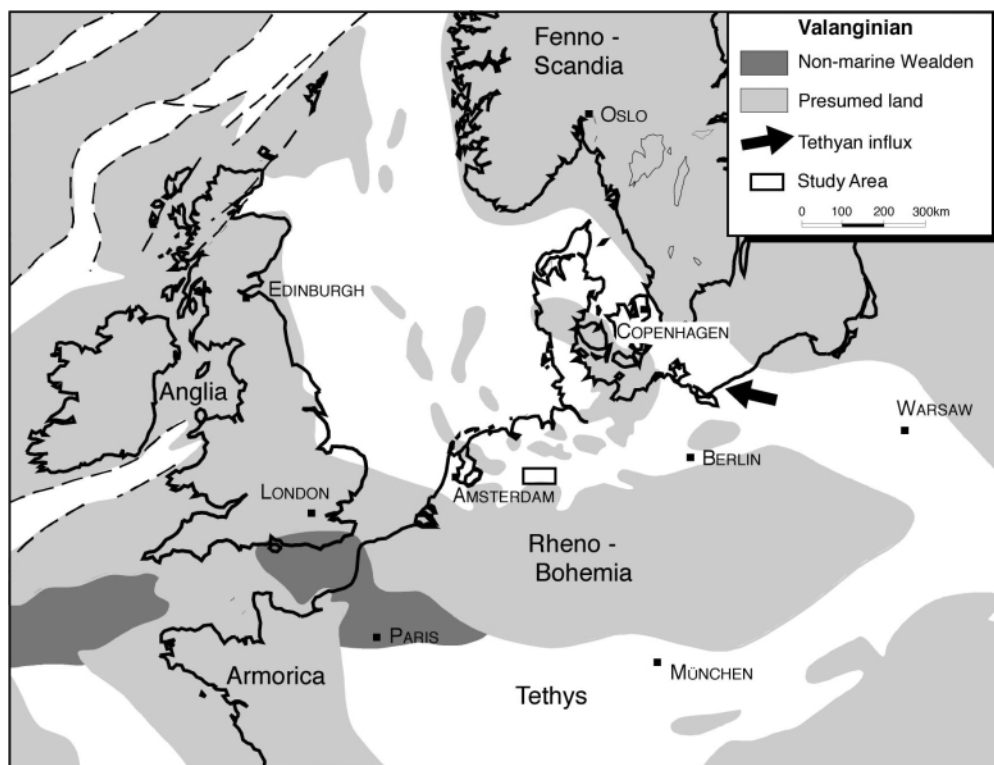 Valanginian
Non-marine Wealden
Presumed land
Tethyan influx
Study Area
0 100 200 300km
Fenno -
Scandia
OSLO
EDINBURGH
COPENHAGEN
Anglia
WARSAW
BERLIN
LONDON
AMSTERDAM
Rheno -
Bohemia
PARIS
MÜNCHEN
Armorica
Tethys